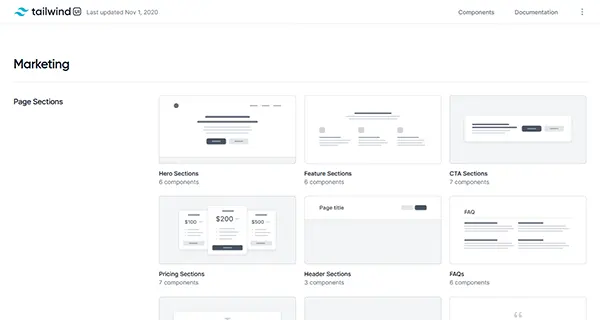 tailwind UI Last updated Nov 1, 2020 Components Documentation
Marketing
Page Sections
Hero Sections
6 components
Feature Sections
6 components
CTA Sections
7 components
$100 $200 $500
Pricing Sections
7 components
Page title
Header Sections
3 components
FAQ
FAQs
6 components